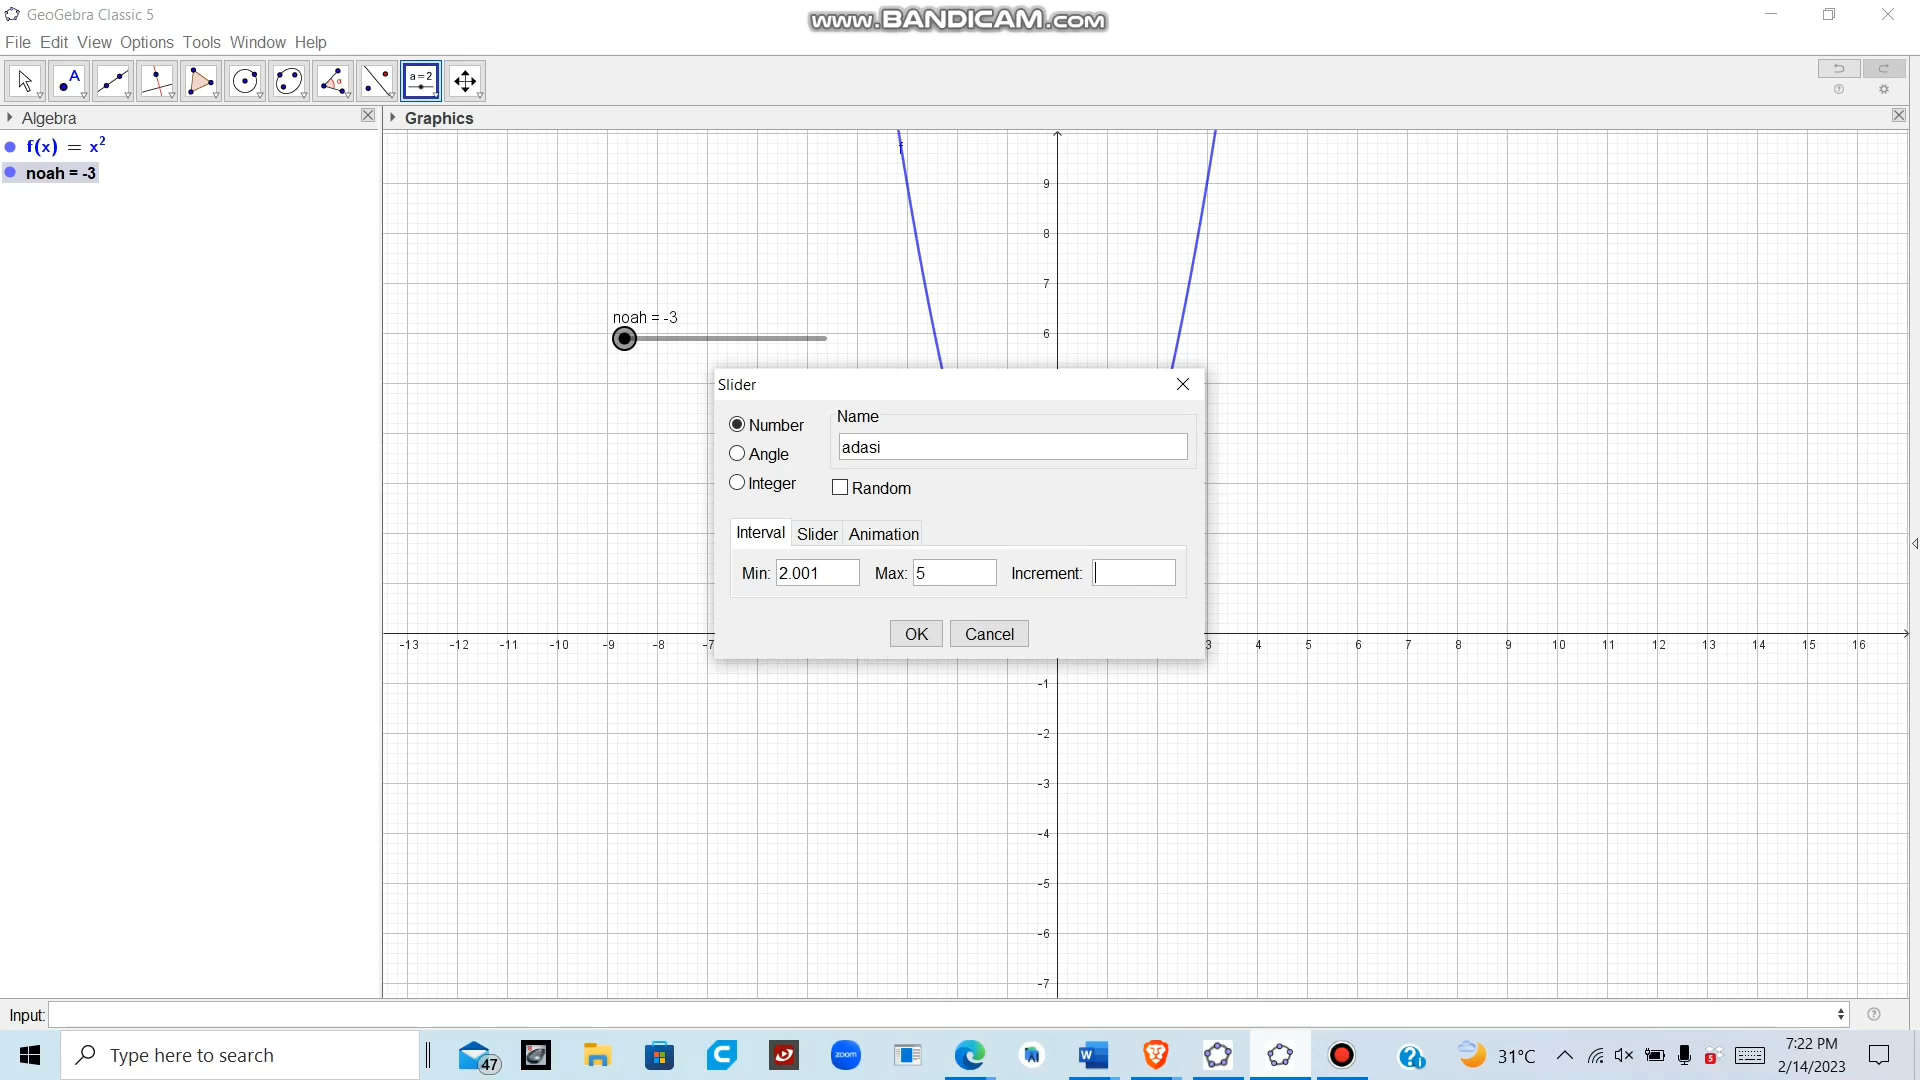 GeoGebra Classic 5
www.BANDICAM.com
File Edit View Options Tools Window Help
A
a=2
Algebra
Graphics
f(x) = x²
noah = -3
f
9
8
7
noah = -3
6
Slider
Number
Name
adasi
Angle
Integer
Random
Interval Slider Animation
Min: 2.001 Max: 5 Increment:
OK Cancel
-13 -12 -11 -10 -9 -8 -7 3 4 5 6 7 8 9 10 11 12 13 14 15 16
-1
-2
-3
-4
-5
-6
-7
Input:
Type here to search
47
zoom
W
31°C
5
7:22 PM
2/14/2023